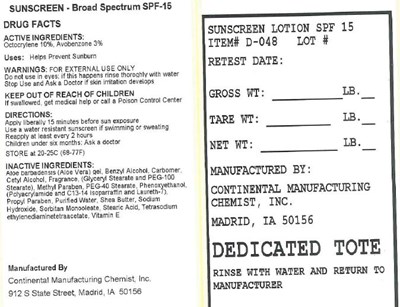 SUNSCREEN - Broad Spectrum SPF-15
DRUG FACTS
ACTIVE INGREDIENTS:
Octocrylene 10%, Avobenzone 3%
Uses: Helps Prevent Sunburn
WARNINGS: FOR EXTERNAL USE ONLY
Do not use in eyes; if this happens rinse thoroghly with water
Stop Use and Ask a Doctor if skin irritation develops
KEEP OUT OF REACH OF CHILDREN
If swallowed, get medical help or call a Poison Control Center
DIRECTIONS:
Apply liberally 15 minutes before sun exposure
Use a water resistant sunscreen if swimming or sweating
Reapply at least every 2 hours
Children under six months: Ask a doctor
STORE at 20-25C (68-77F)
INACTIVE INGREDIENTS:
Aloe berbadensis (Aloe Vera) gel, Benzyl Alcohol, Carbomer,
Cetyl Alcohol, Fragrance, (Glyceryl Stearate and PEG-100
Stearate), Methyl Paraben, PEG-40 Stearate, Phenoxyethanol,
(Polyacrylamide and C13-14 Isoparraffin and Laureth-7),
Propyl Paraben, Purified Water, Shea Butter, Sodium
Hydroxide, Sorbitan Monooleate, Stearic Acid, Tetrasodium
ethylenediaminetetraacetate, Vitamin E
Manufactured By
Continental Manufacturing Chemist, Inc.
912 S State Street, Madrid, IA 50156
SUNSCREEN LOTION SPF 15
ITEM# D-048 LOT #
RETEST DATE:
GROSS WT: LB.
TARE WT: LB.
NET WT: LB.
MANUFACTURED BY:
CONTINENTAL MANUFACTURING
CHEMIST, INC.
MADRID, IA 50156
DEDICATED TOTE
RINSE WITH WATER AND RETURN TO
MANUFACTURER